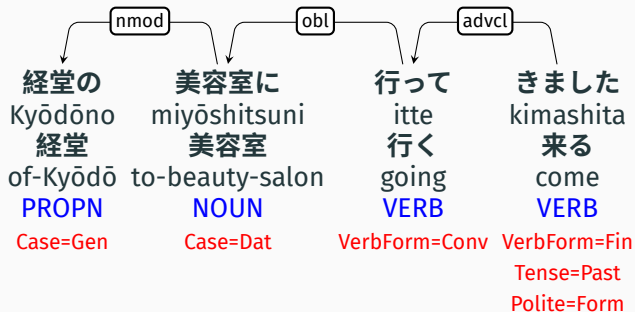 nmod obl advcl
経堂の 美容室に 行って きました
Kyōdōno miyōshitsuni itte kimashita
経堂 美容室 行く 来る
of-Kyōdō to-beauty-salon going come
PROPN NOUN VERB VERB
Case=Gen Case=Dat VerbForm=Conv VerbForm=Fin
Tense=Past
Polite=Form